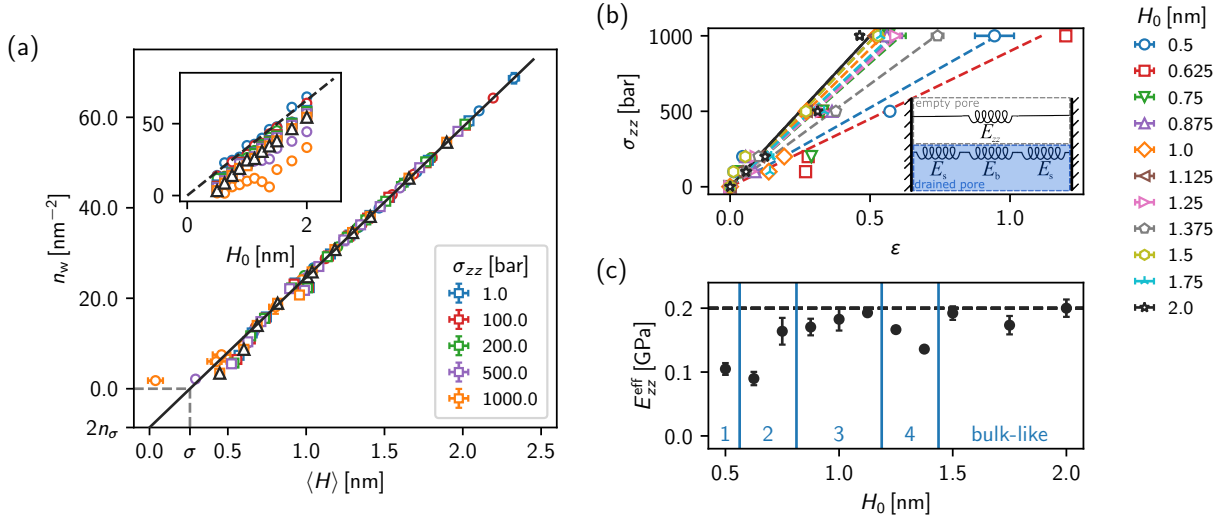 (a)
n_w [nm⁻²]
60.0
40.0
20.0
0.0
2n_σ
0.0
σ
0.5
1.0
1.5
2.0
2.5
⟨H⟩ [nm]
50
0
1
2
H₀ [nm]
σ_zz [bar]
1.0
100.0
200.0
500.0
1000.0
(b)
σ_zz [bar]
1000
500
0
0.0
0.5
1.0
ε
empty pore
E_zz
E_s E_b E_s
drained pore
H₀ [nm]
0.5
0.625
0.75
0.875
1.0
1.125
1.25
1.375
1.5
1.75
2.0
(c)
E_zz^eff [GPa]
0.2
0.1
0.0
1 2 3 4 bulk-like
0.5
1.0
1.5
2.0
H₀ [nm]